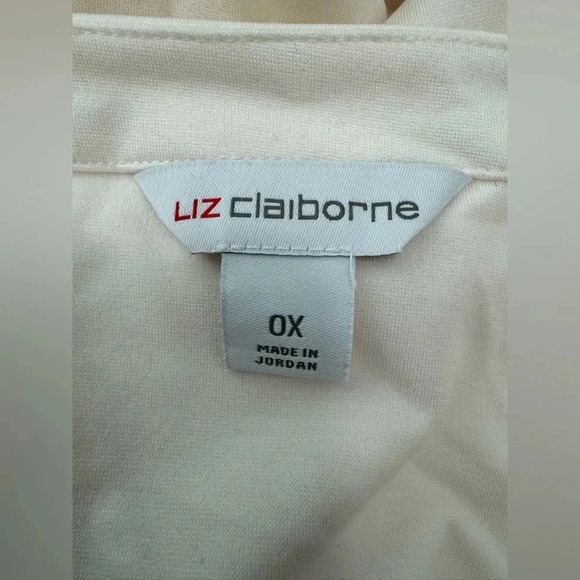 LIZ claiborne
0X
MADE IN
JORDAN